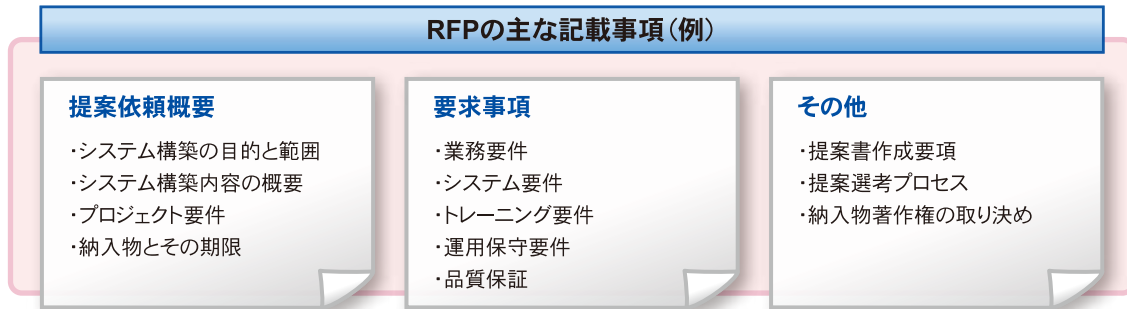 RFPの主な記載事項（例）
提案依頼概要
・システム構築の目的と範囲
・システム構築内容の概要
・プロジェクト要件
・納入物とその期限
要求事項
・業務要件
・システム要件
・トレーニング要件
・運用保守要件
・品質保証
その他
・提案書作成要項
・提案選考プロセス
・納入物著作権の取り決め